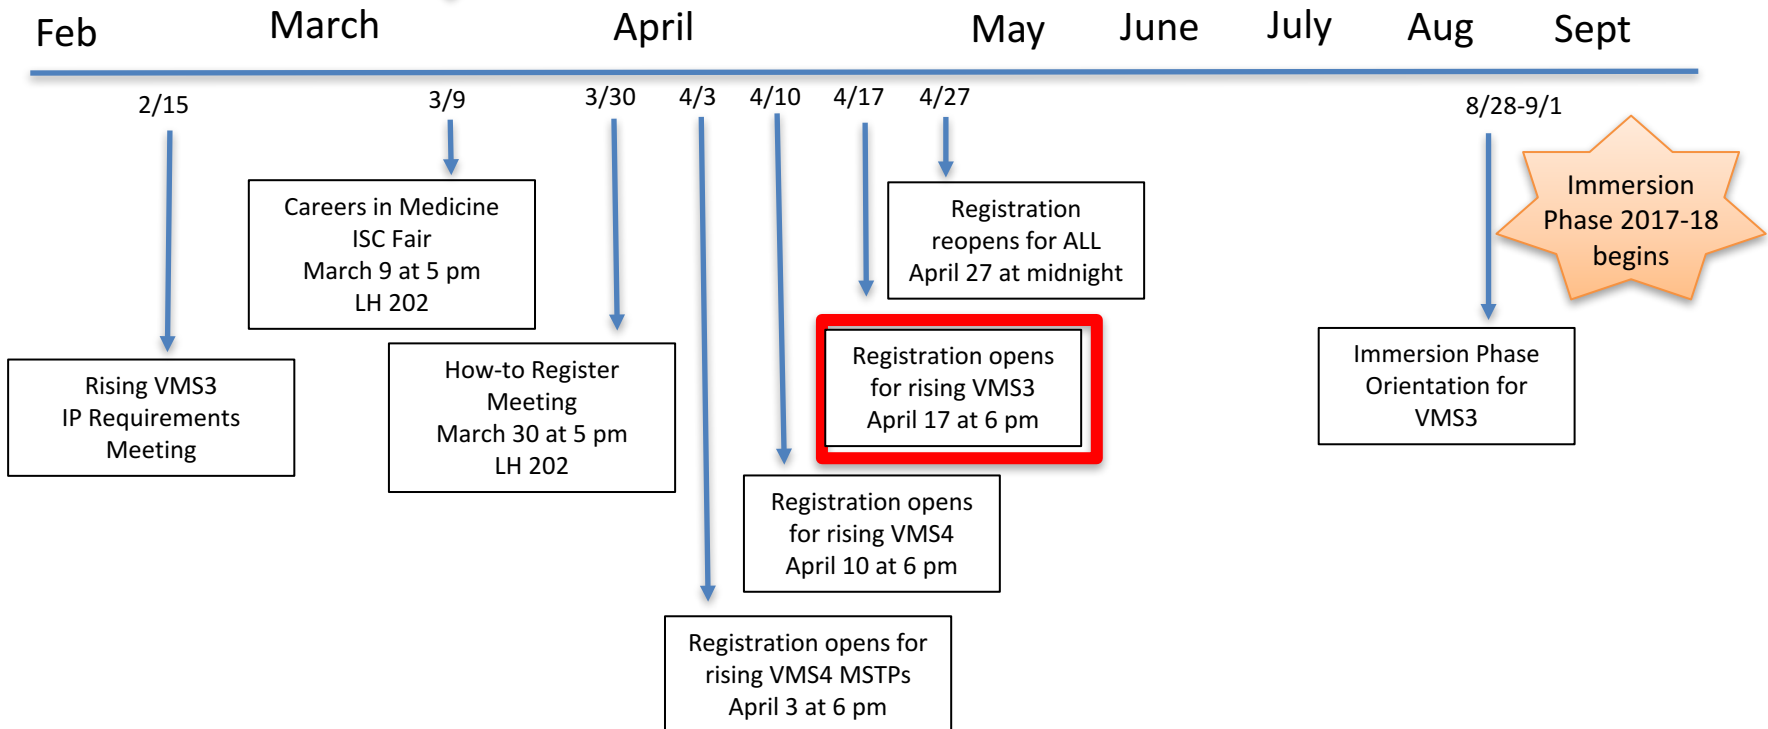 Feb
March
April
May
June
July
Aug
Sept
2/15
3/9
3/30
4/3
4/10
4/17
4/27
8/28-9/1
Careers in Medicine
ISC Fair
March 9 at 5 pm
LH 202
Registration
reopens for ALL
April 27 at midnight
Immersion
Phase 2017-18
begins
Rising VMS3
IP Requirements
Meeting
How-to Register
Meeting
March 30 at 5 pm
LH 202
Registration opens
for rising VMS3
April 17 at 6 pm
Immersion Phase
Orientation for
VMS3
Registration opens
for rising VMS4
April 10 at 6 pm
Registration opens for
rising VMS4 MSTPs
April 3 at 6 pm